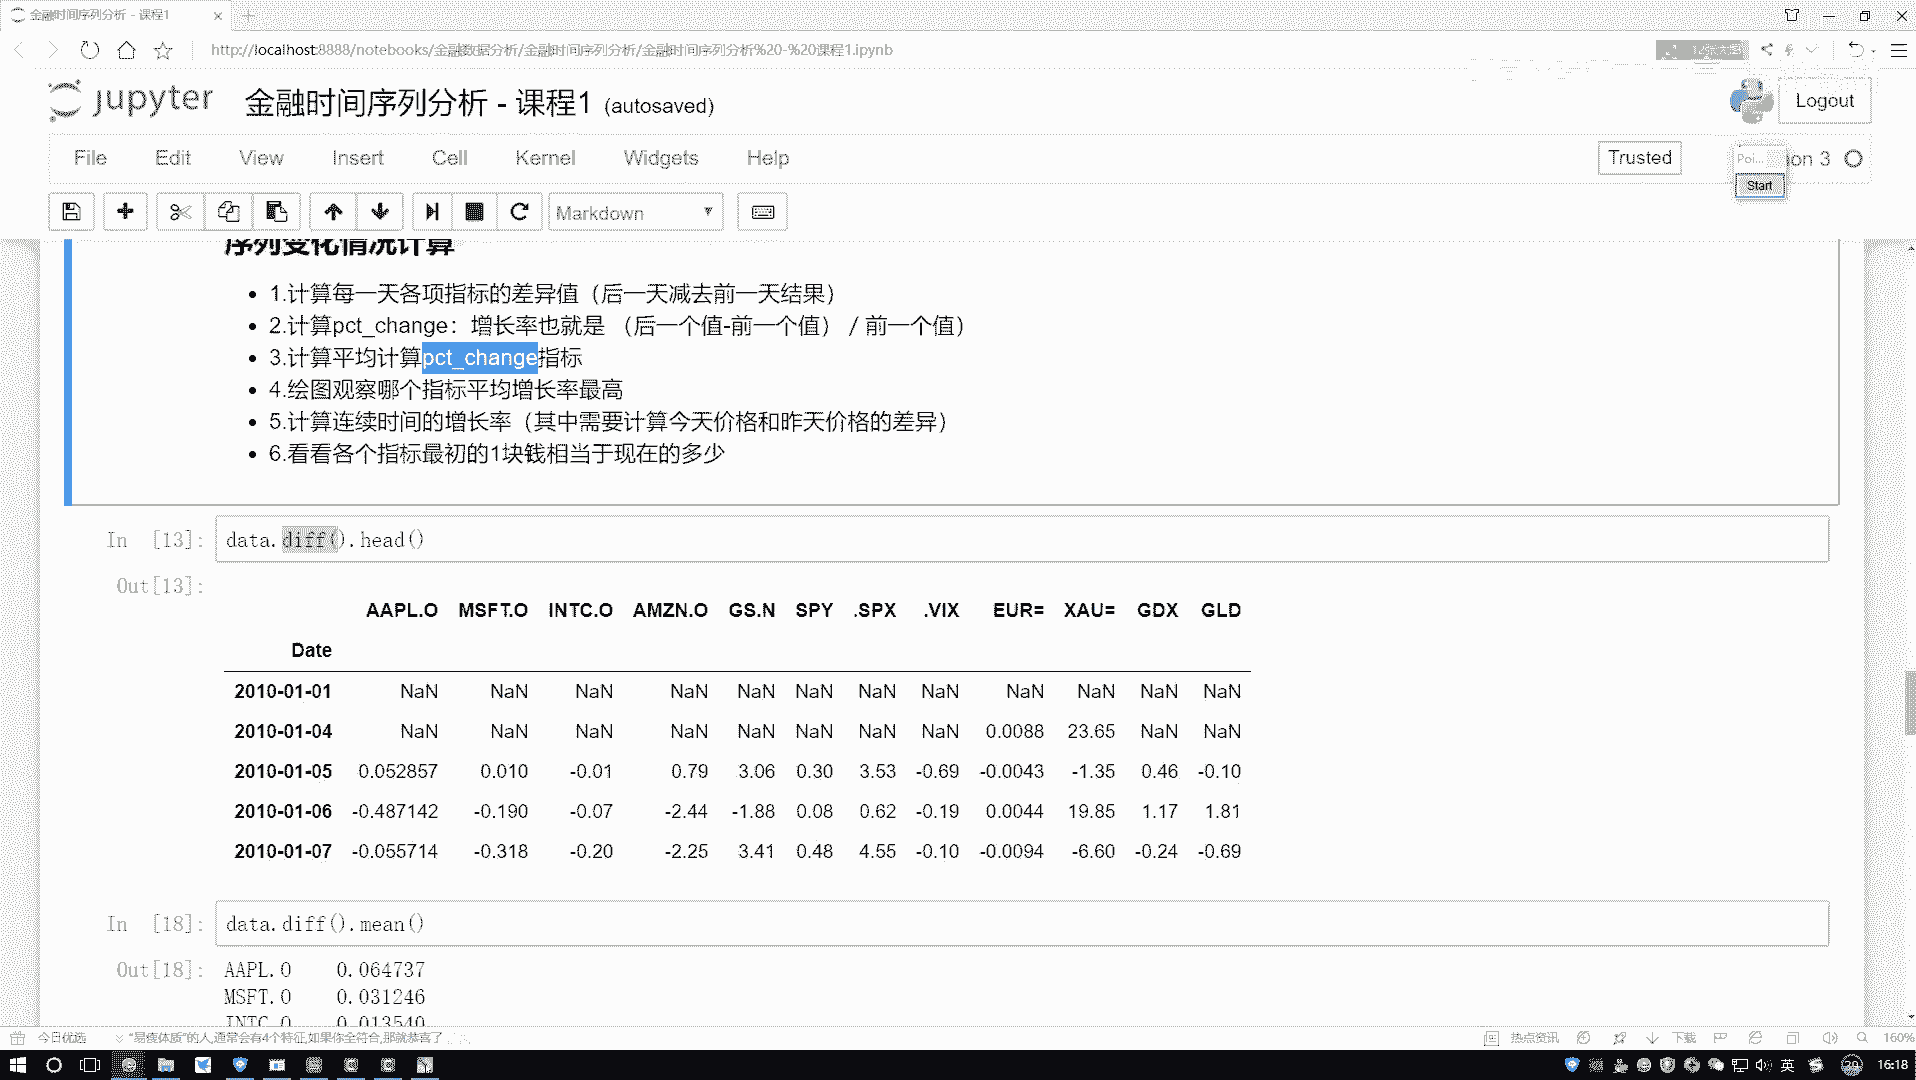 金融时间序列分析 - 课程1
http://localhost:8888/notebooks/金融数据分析/金融时间序列分析/金融时间序列分析%20-%20课程1.ipynb
jupyter 金融时间序列分析 - 课程1 (autosaved)
Logout
File Edit View Insert Cell Kernel Widgets Help
Trusted
Poi... on 3
Start
Markdown
序列变化情况计算
1.计算每一天各项指标的差异值（后一天减去前一天结果）
2.计算pct_change：增长率也就是 （后一个值-前一个值）/ 前一个值）
3.计算平均计算pct_change指标
4.绘图观察哪个指标平均增长率最高
5.计算连续时间的增长率（其中需要计算今天价格和昨天价格的差异）
6.看看各个指标最初的1块钱相当于现在的多少
In [13]: data.diff().head()
Out[13]:
AAPL.O MSFT.O INTC.O AMZN.O GS.N SPY .SPX .VIX EUR= XAU= GDX GLD
Date
2010-01-01 NaN NaN NaN NaN NaN NaN NaN NaN NaN NaN NaN NaN
2010-01-04 NaN NaN NaN NaN NaN NaN NaN NaN 0.0088 23.65 NaN NaN
2010-01-05 0.052857 0.010 -0.01 0.79 3.06 0.30 3.53 -0.69 -0.0043 -1.35 0.46 -0.10
2010-01-06 -0.487142 -0.190 -0.07 -2.44 -1.88 0.08 0.62 -0.19 0.0044 19.85 1.17 1.81
2010-01-07 -0.055714 -0.318 -0.20 -2.25 3.41 0.48 4.55 -0.10 -0.0094 -6.60 -0.24 -0.69
In [18]: data.diff().mean()
Out[18]: AAPL.O 0.064737
MSFT.O 0.031246
INTC.O 0.013540
今日优选 “易瘦体质”的人,通常会有4个特征,如果你全符合,那就恭喜了
热点资讯 下载 160%
英 16:18